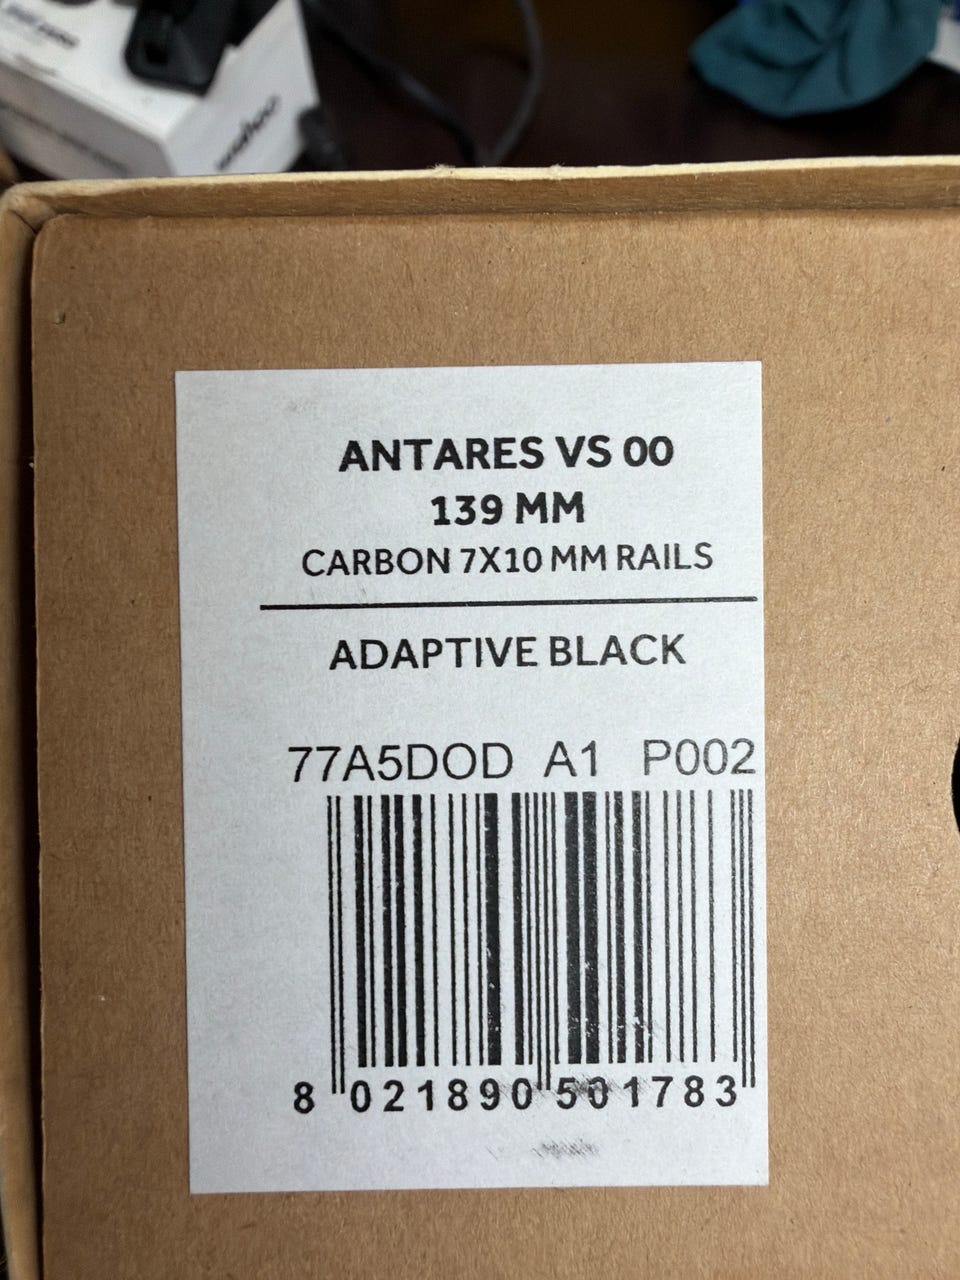 ANTARES VS 00
139 MM
CARBON 7X10 MM RAILS
ADAPTIVE BLACK
77A5DOD A1 P002
8 021890 501783